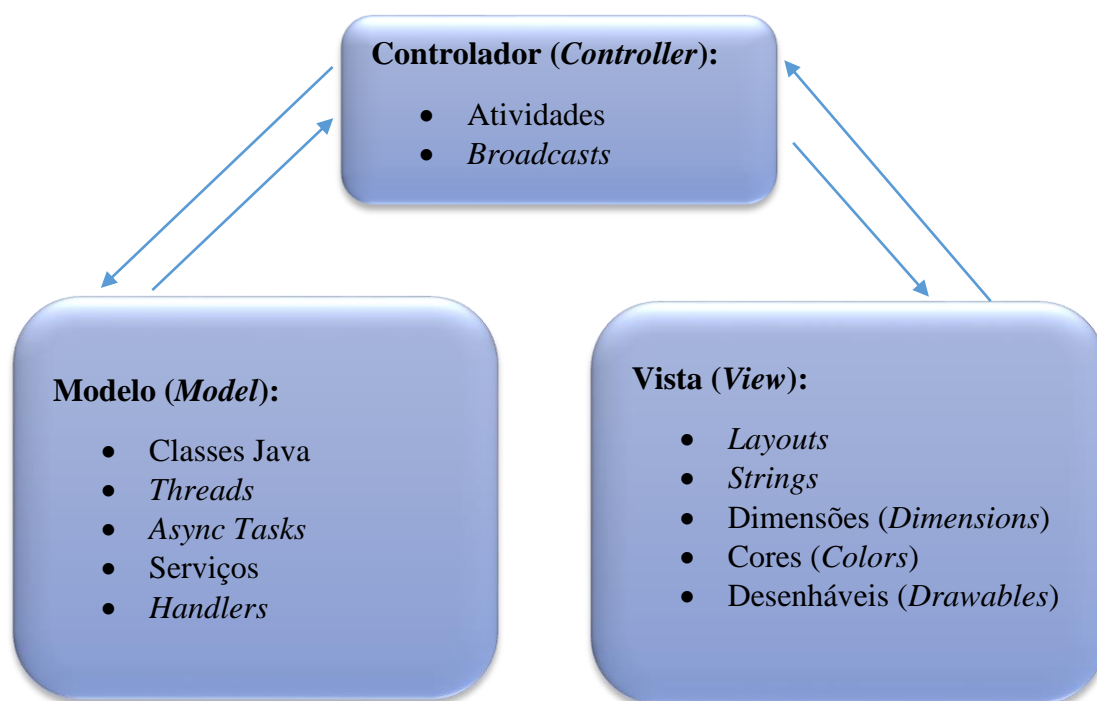 Controlador (Controller):
• Atividades
• Broadcasts
Modelo (Model):
• Classes Java
• Threads
• Async Tasks
• Serviços
• Handlers
Vista (View):
• Layouts
• Strings
• Dimensões (Dimensions)
• Cores (Colors)
• Desenháveis (Drawables)